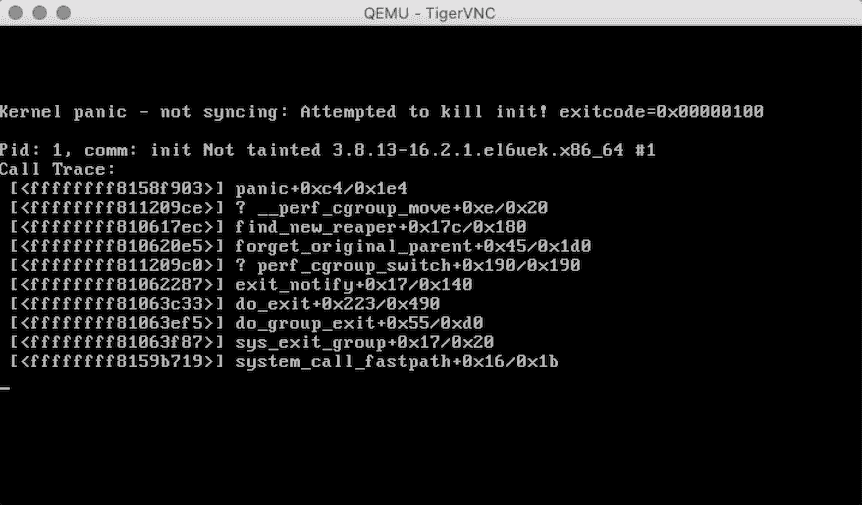 QEMU - TigerVNC
Kernel panic - not syncing: Attempted to kill init! exitcode=0x00000100
Pid: 1, comm: init Not tainted 3.8.13-16.2.1.el6uek.x86_64 #1
Call Trace:
[<ffffffff8158f903>] panic+0xc4/0x1e4
[<ffffffff811209ce>] ? __perf_cgroup_move+0xe/0x20
[<ffffffff810617ec>] find_new_reaper+0x17c/0x180
[<ffffffff810620e5>] forget_original_parent+0x45/0x1d0
[<ffffffff811209c0>] ? perf_cgroup_switch+0x190/0x190
[<ffffffff81062287>] exit_notify+0x17/0x140
[<ffffffff81063c33>] do_exit+0x223/0x490
[<ffffffff81063ef5>] do_group_exit+0x55/0xd0
[<ffffffff81063f87>] sys_exit_group+0x17/0x20
[<ffffffff8159b719>] system_call_fastpath+0x16/0x1b